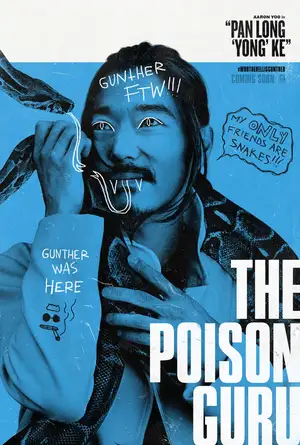 AARON YOO is
"PAN LONG
'YONG' KE"
#WHOTHEHELLISGUNTHER
COMING SOON
GUNTHER
FTW!!!
MY ONLY
FRIENDS ARE
SNAKES!!!
GUNTHER
WAS
HERE
THE
POISON
GURU